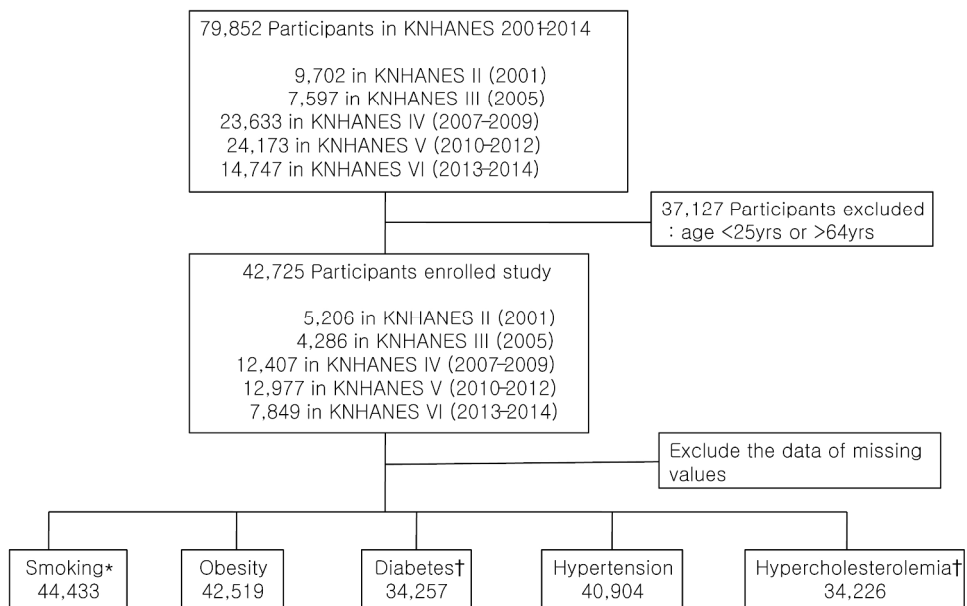 79,852 Participants in KNHANES 2001-2014
9,702 in KNHANES II (2001)
7,597 in KNHANES III (2005)
23,633 in KNHANES IV (2007-2009)
24,173 in KNHANES V (2010-2012)
14,747 in KNHANES VI (2013-2014)
37,127 Participants excluded
: age <25yrs or >64yrs
42,725 Participants enrolled study
5,206 in KNHANES II (2001)
4,286 in KNHANES III (2005)
12,407 in KNHANES IV (2007-2009)
12,977 in KNHANES V (2010-2012)
7,849 in KNHANES VI (2013-2014)
Exclude the data of missing
values
Smoking*
44,433
Obesity
42,519
Diabetes†
34,257
Hypertension
40,904
Hypercholesterolemia†
34,226